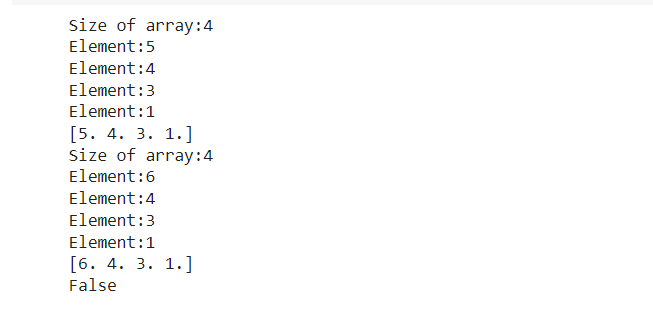 Size of array:4
Element:5
Element:4
Element:3
Element:1
[5. 4. 3. 1.]
Size of array:4
Element:6
Element:4
Element:3
Element:1
[6. 4. 3. 1.]
False